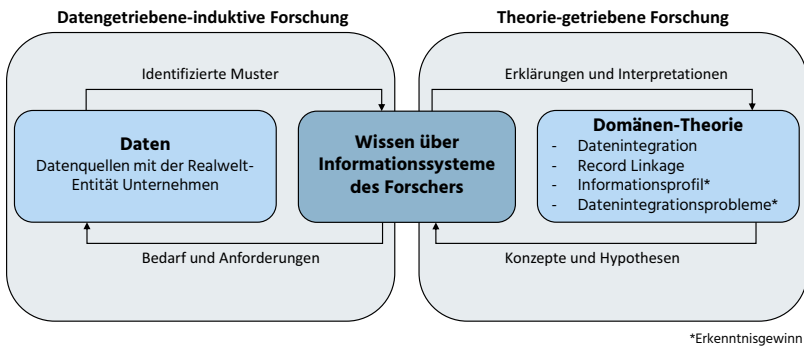 Datengetriebene-induktive Forschung
Theorie-getriebene Forschung
Identifizierte Muster
Erklärungen und Interpretationen
Daten
Datenquellen mit der Realwelt-
Entität Unternehmen
Wissen über
Informationssysteme
des Forschers
Domänen-Theorie
- Datenintegration
- Record Linkage
- Informationsprofil*
- Datenintegrationsprobleme*
Bedarf und Anforderungen
Konzepte und Hypothesen
*Erkenntnisgewinn